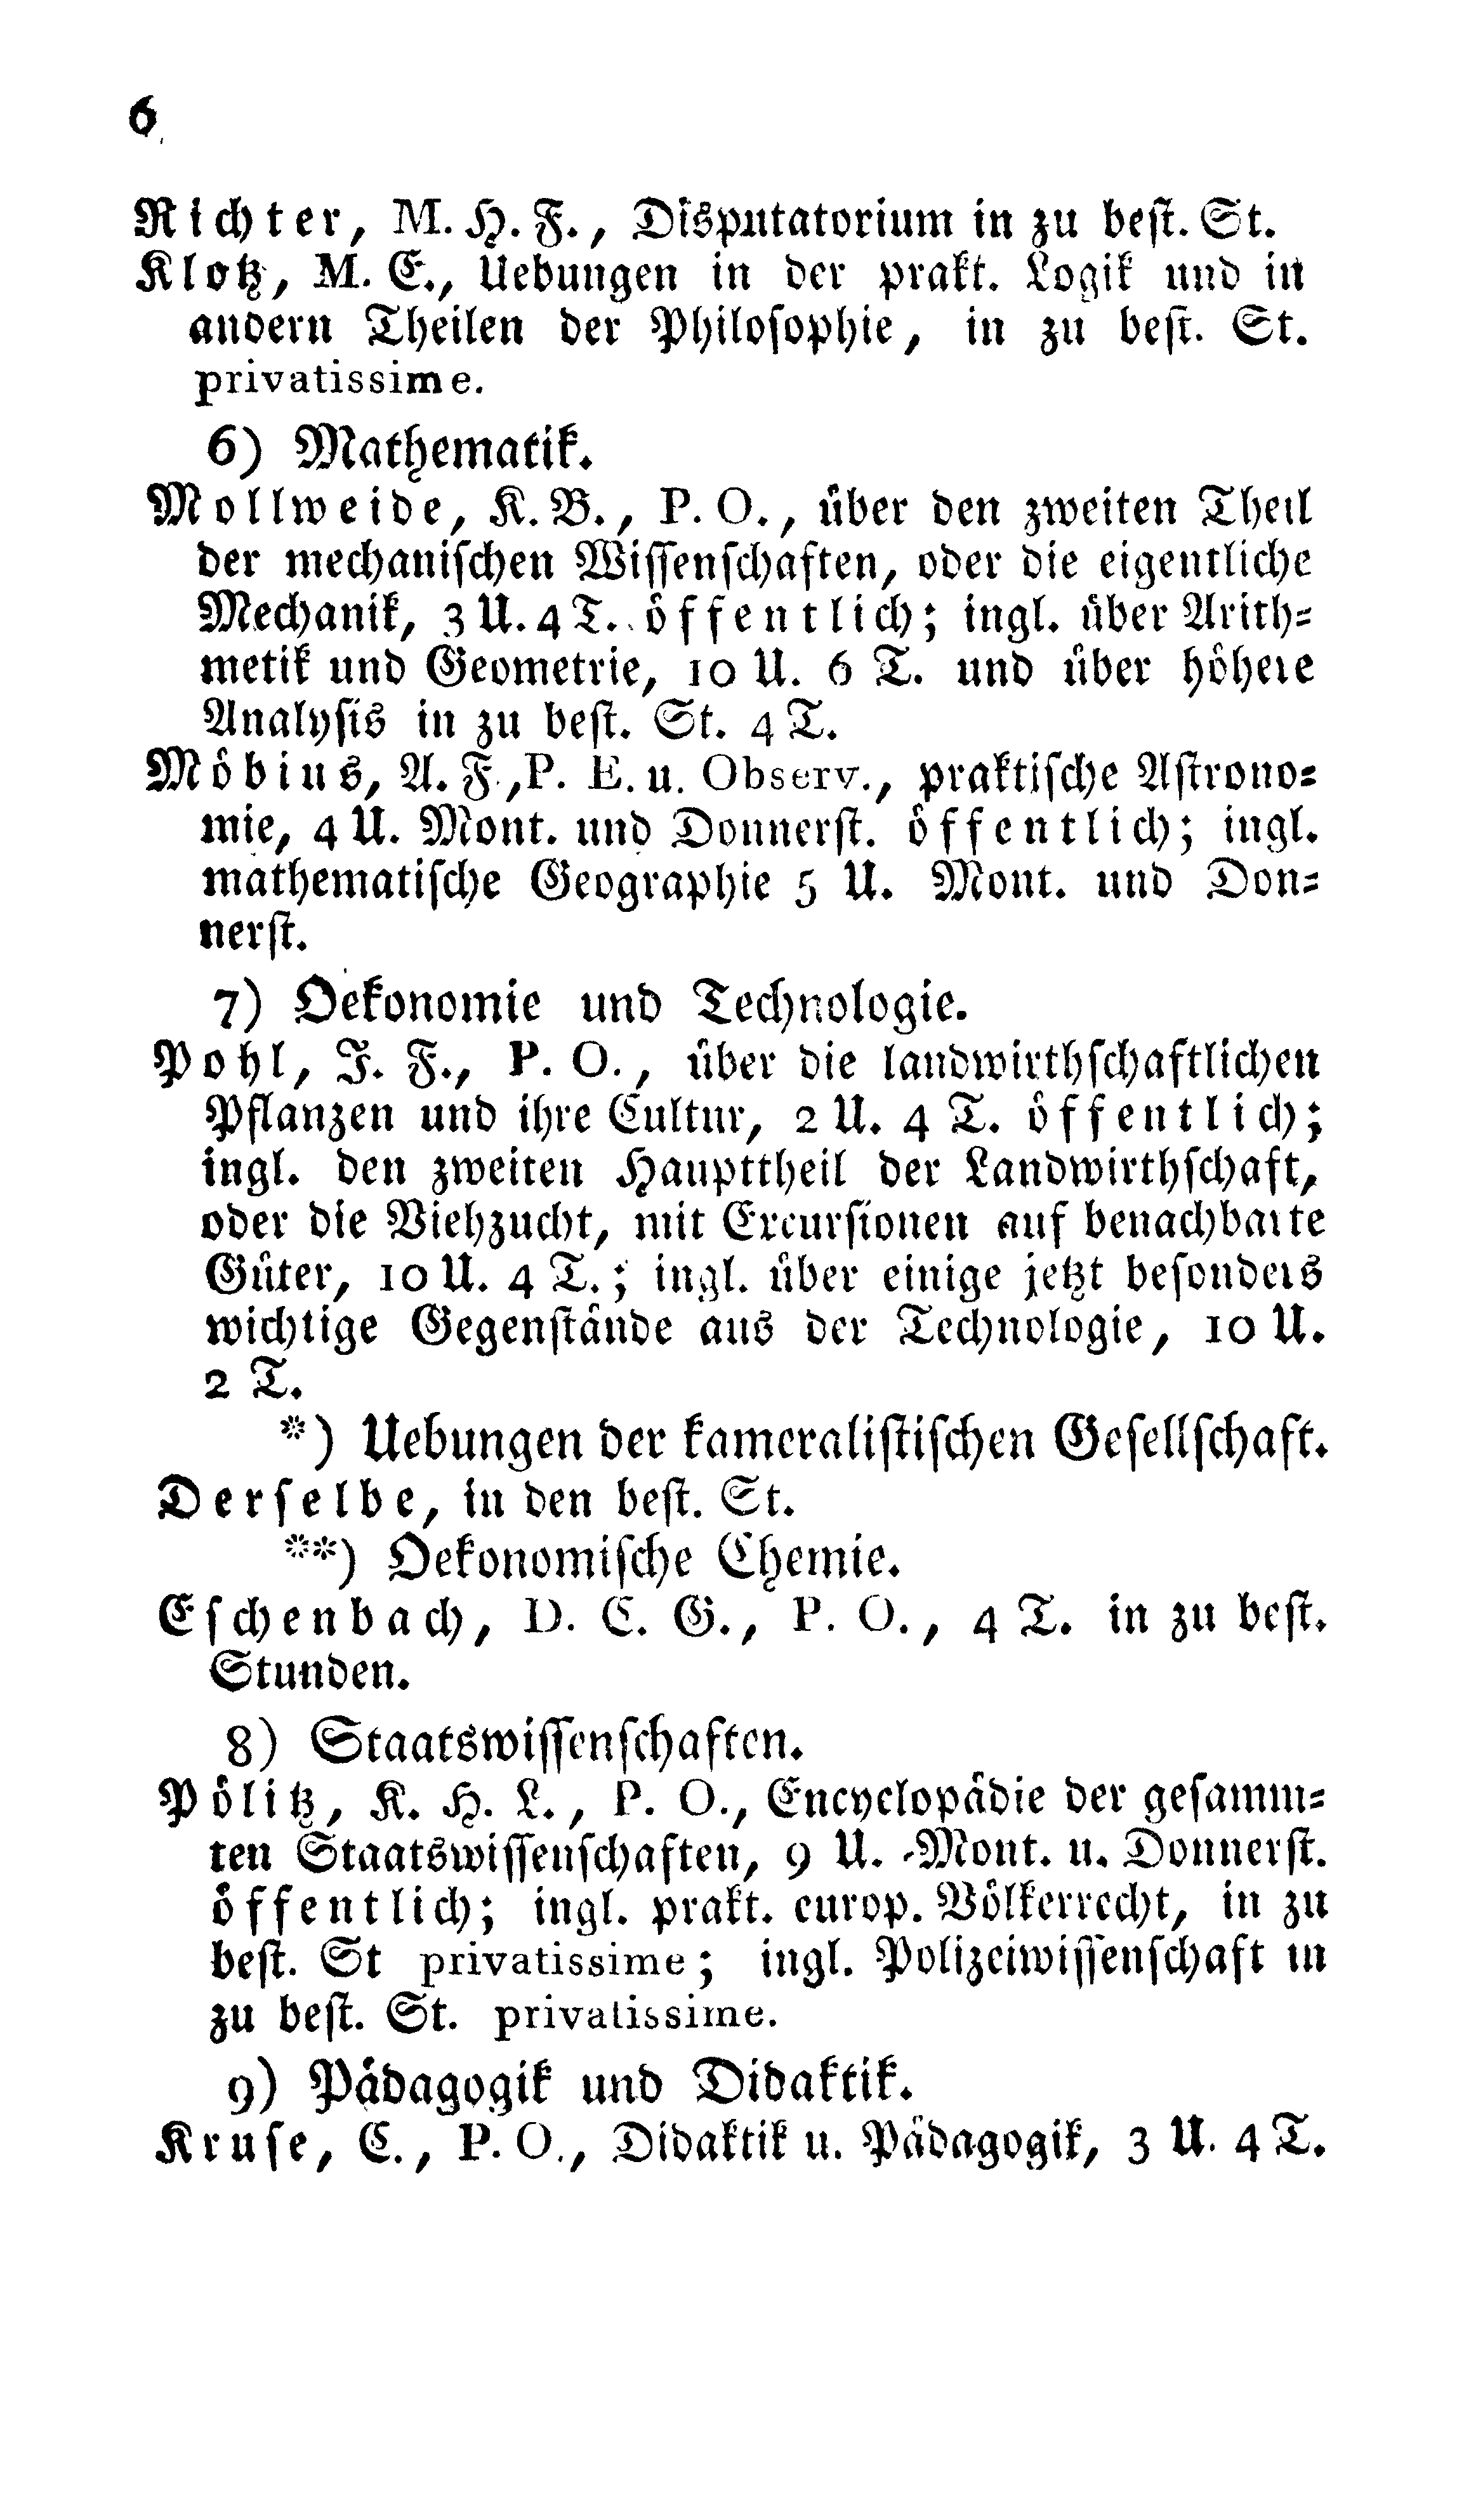 6
Richter, M. H. F., Disputatorium in zu best. St.
Klotz, M. E., Uebungen in der prakt. Logik und in
andern Theilen der Philosophie, in zu best. St.
privatissime.
6) Mathematik.
Mollweide, K. B., P. O., über den zweiten Theil
der mechanischen Wissenschaften, oder die eigentliche
Mechanik, 3 U. 4 T. öffentlich; ingl. über Arith-
metik und Geometrie, 10 U. 6 T. und über höhere
Analysis in zu best. St. 4 T.
Möbius, A. F., P. E. u. Observ., praktische Astrono-
mie, 4 U. Mont. und Donnerst. öffentlich; ingl.
mathematische Geographie 5 U. Mont. und Don-
nerst.
7) Oekonomie und Technologie.
Pohl, J. F., P. O., über die landwirthschaftlichen
Pflanzen und ihre Cultur, 2 U. 4 T. öffentlich;
ingl. den zweiten Haupttheil der Landwirthschaft,
oder die Viehzucht, mit Excursionen auf benachbarte
Güter, 10 U. 4 T.; ingl. über einige jetzt besonders
wichtige Gegenstände aus der Technologie, 10 U.
2 T.
*) Uebungen der kameralistischen Gesellschaft.
Derselbe, in den best. St.
**) Oekonomische Chemie.
Eschenbach, D. C. G., P. O., 4 T. in zu best.
Stunden.
8) Staatswissenschaften.
Pölitz, K. H. L., P. O., Encyclopädie der gesamm-
ten Staatswissenschaften, 9 U. Mont. u. Donnerst.
öffentlich; ingl. prakt. europ. Völkerrecht, in zu
best. St privatissime; ingl. Polizeiwissenschaft in
zu best. St. privatissime.
9) Pädagogik und Didaktik.
Kruse, C., P. O., Didaktik u. Pädagogik, 3 U. 4 T.